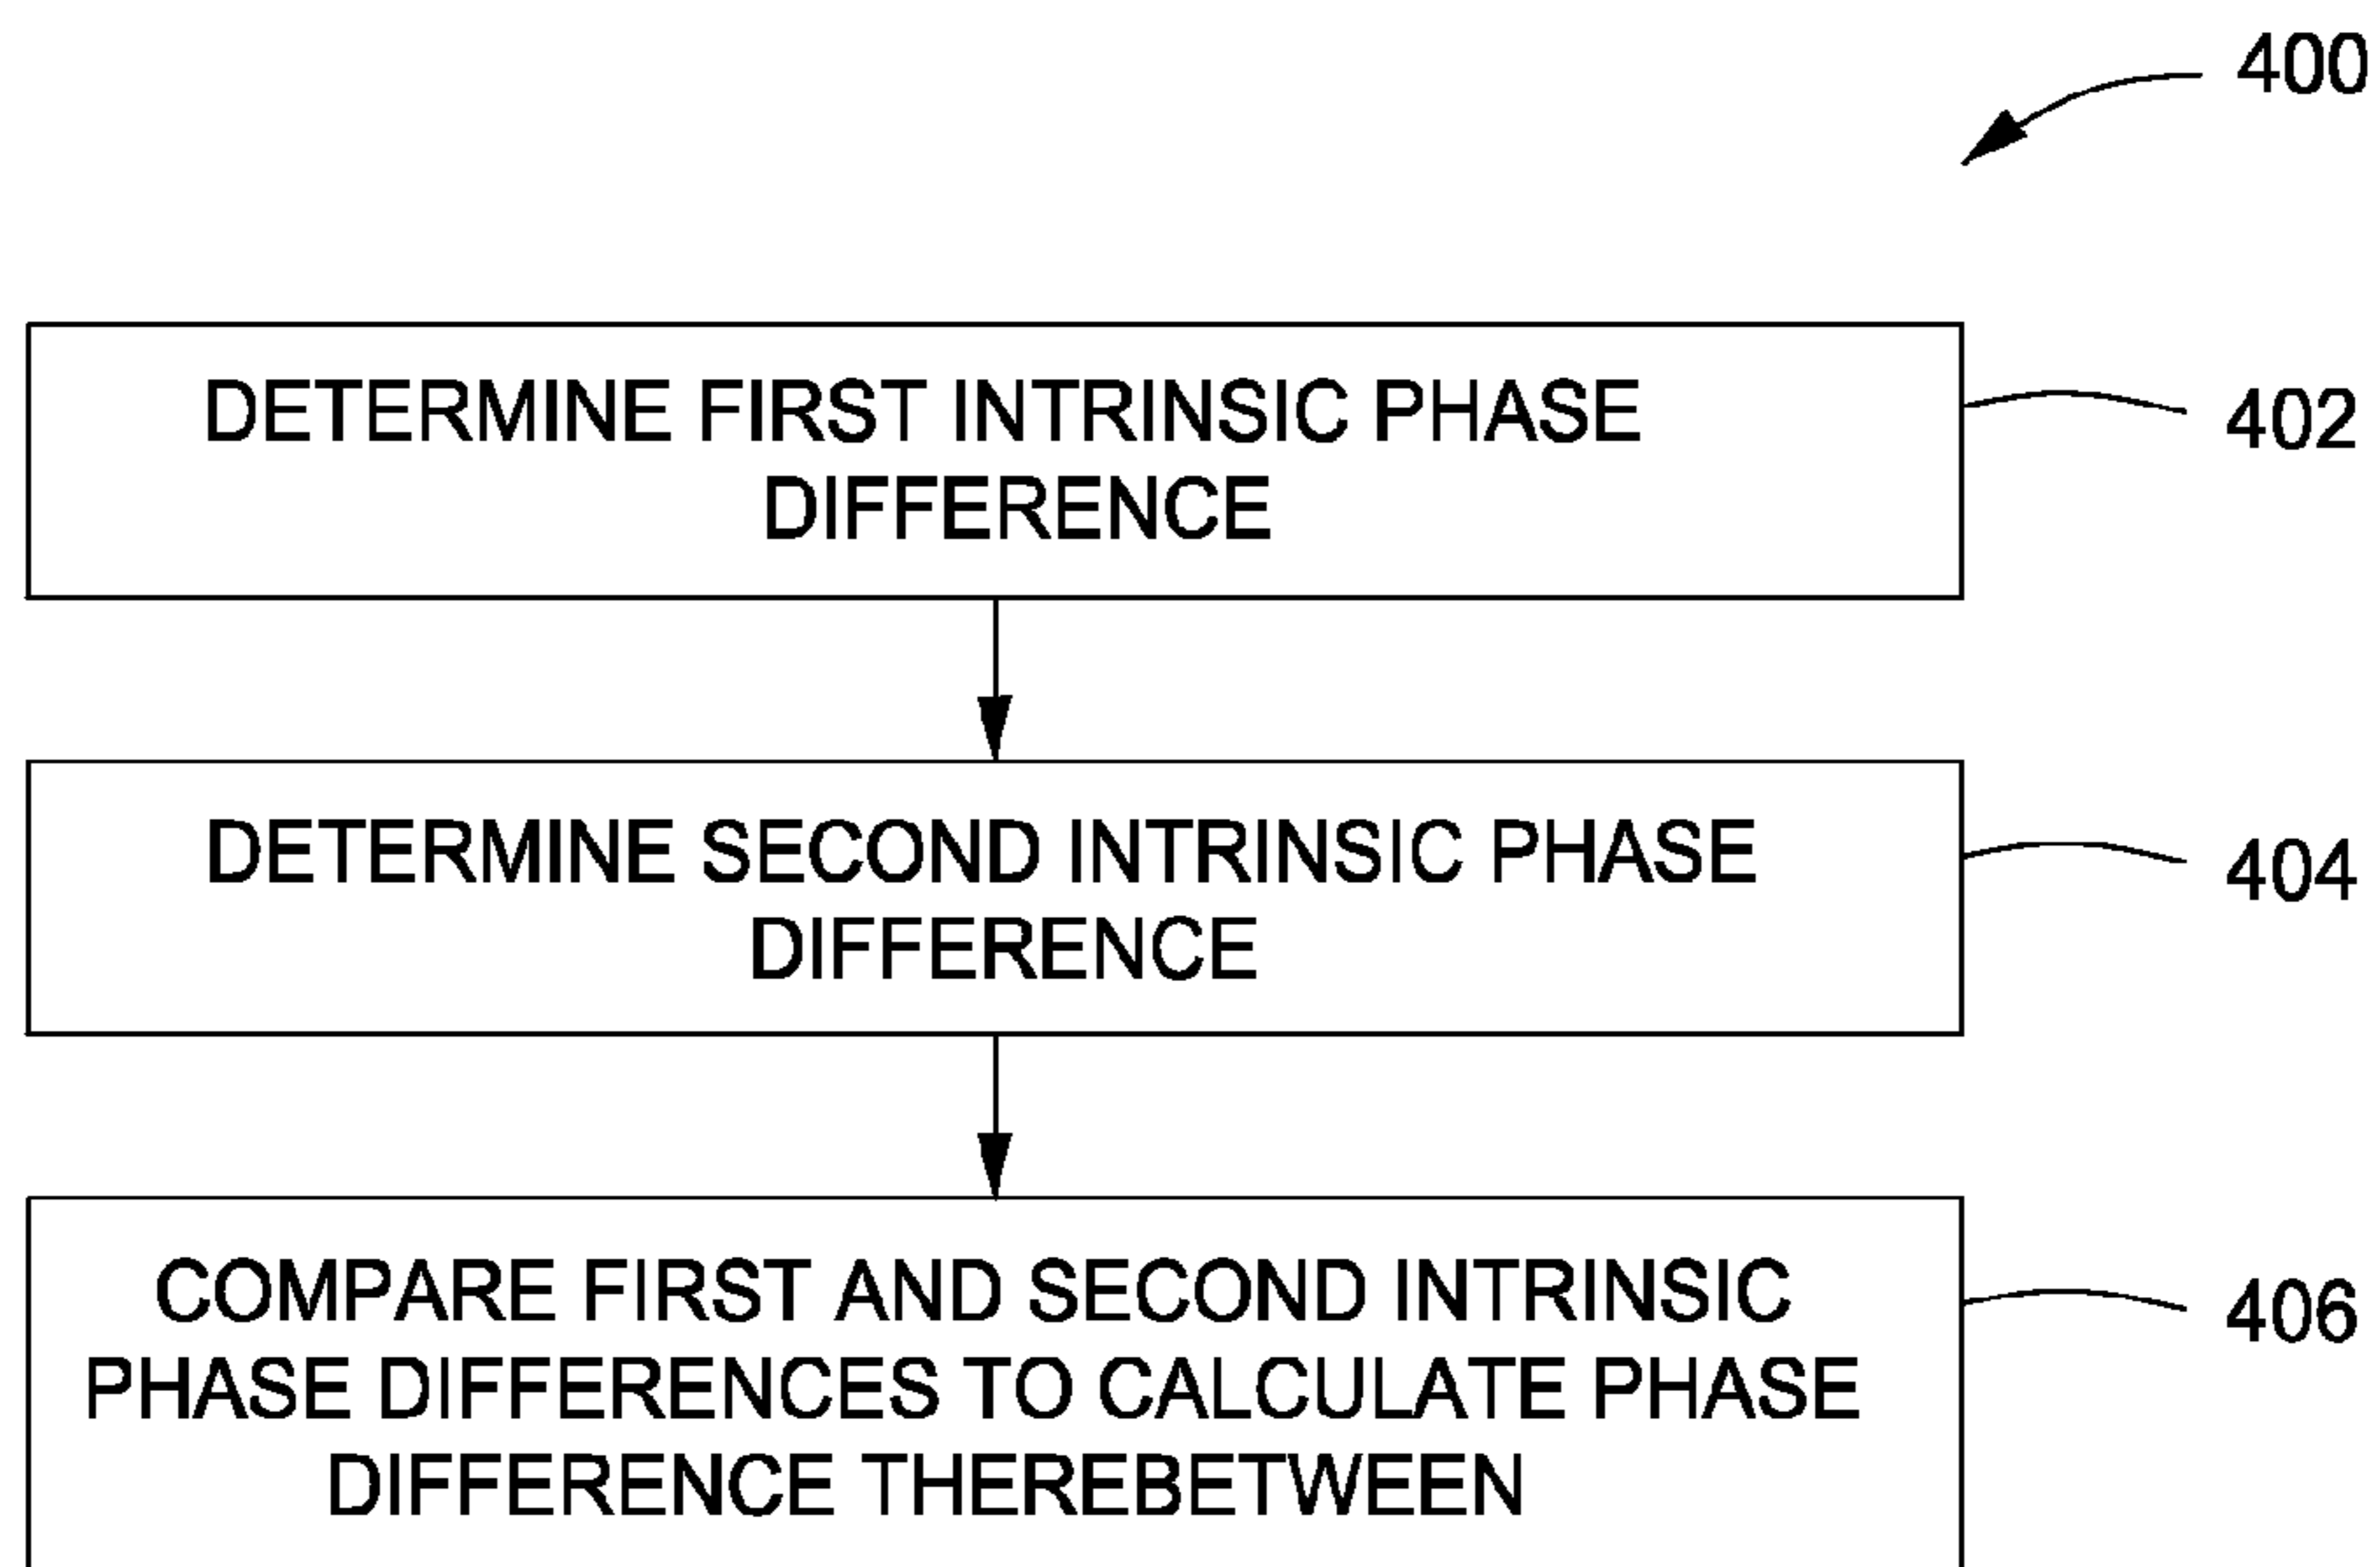 400
DETERMINE FIRST INTRINSIC PHASE
DIFFERENCE
402
DETERMINE SECOND INTRINSIC PHASE
DIFFERENCE
404
COMPARE FIRST AND SECOND INTRINSIC
PHASE DIFFERENCES TO CALCULATE PHASE
DIFFERENCE THEREBETWEEN
406